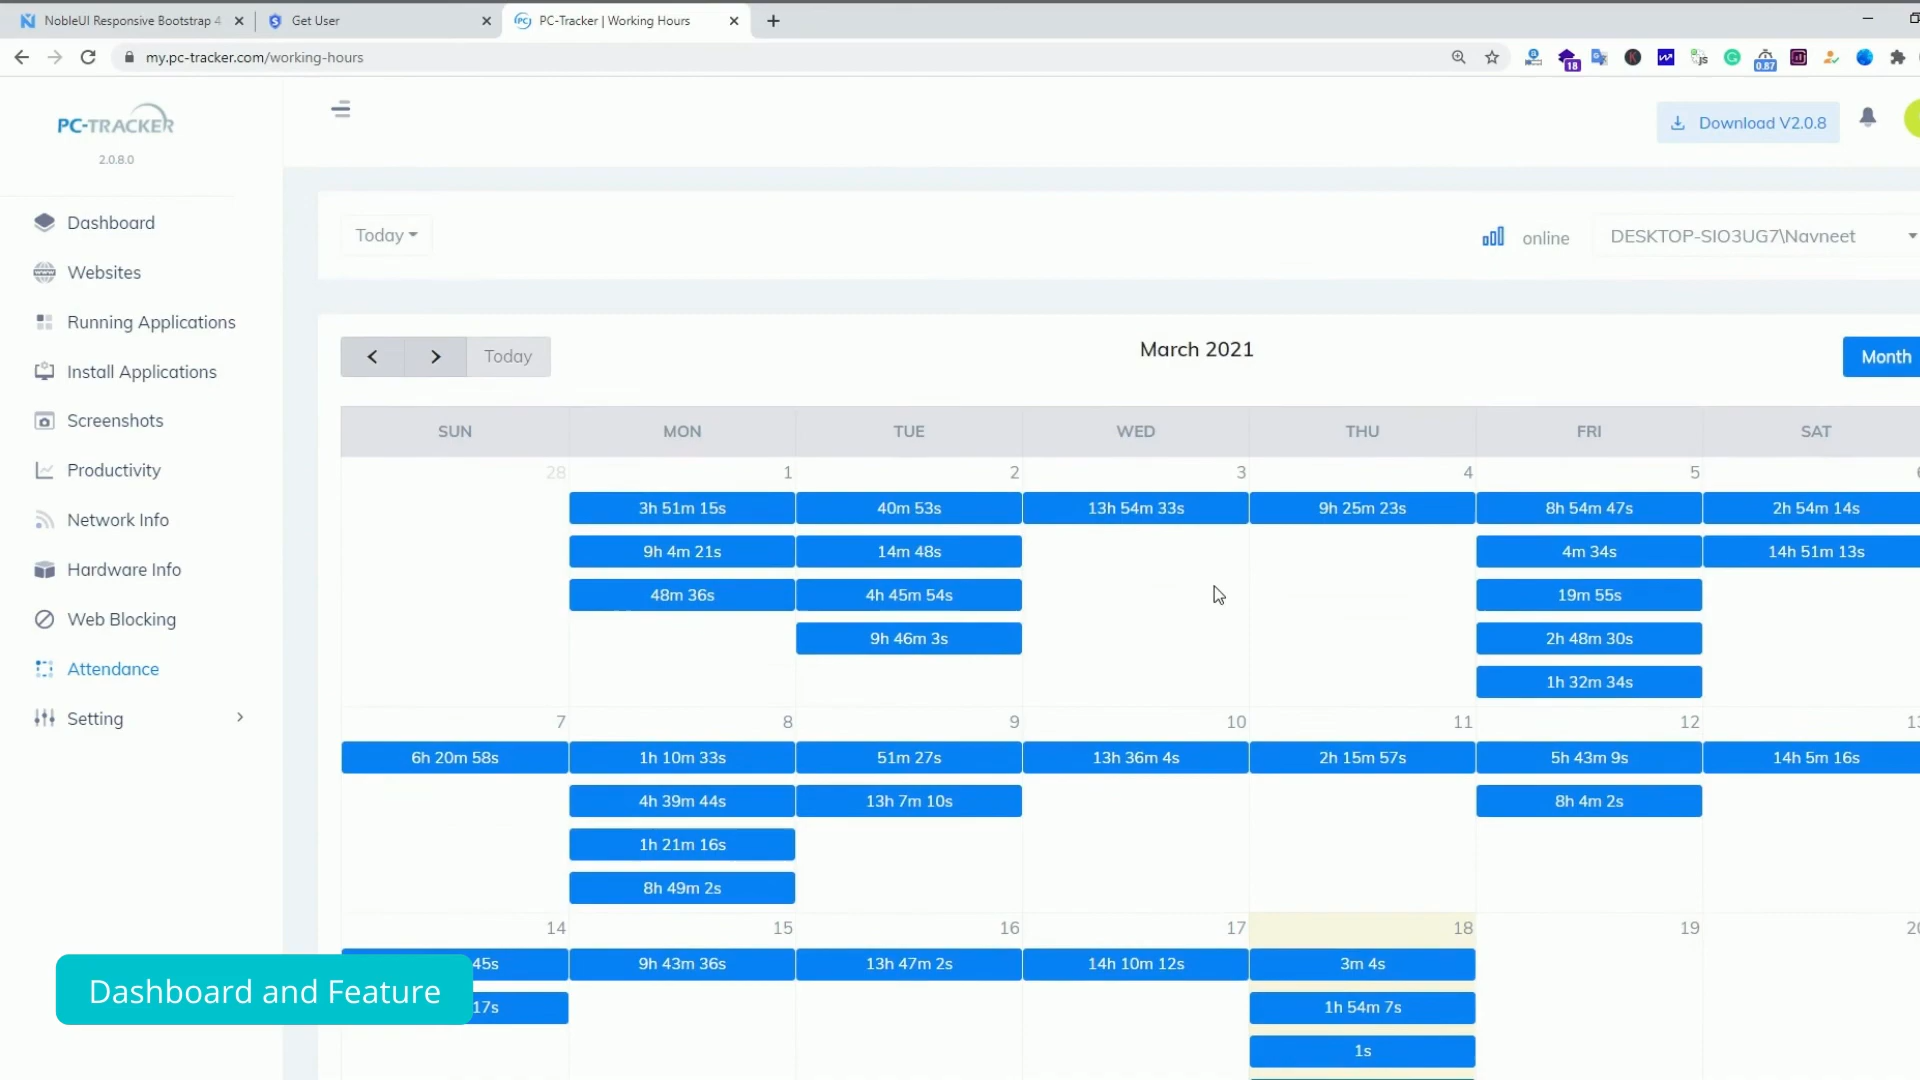 NobleUI Responsive Bootstrap 4
Get User
PC-Tracker | Working Hours
my.pc-tracker.com/working-hours
18
JS
0.87
PC-TRACKER
2.0.8.0
Download V2.0.8
Dashboard
Websites
Running Applications
Install Applications
Screenshots
Productivity
Network Info
Hardware Info
Web Blocking
Attendance
Setting
Today
online
DESKTOP-SIO3UG7\Navneet
Today
March 2021
Month
SUN MON TUE WED THU FRI SAT
28 1 2 3 4 5 6
3h 51m 15s 40m 53s 13h 54m 33s 9h 25m 23s 8h 54m 47s 2h 54m 14s
9h 4m 21s 14m 48s 4m 34s 14h 51m 13s
48m 36s 4h 45m 54s 19m 55s
9h 46m 3s 2h 48m 30s
1h 32m 34s
7 8 9 10 11 12 13
6h 20m 58s 1h 10m 33s 51m 27s 13h 36m 4s 2h 15m 57s 5h 43m 9s 14h 5m 16s
4h 39m 44s 13h 7m 10s 8h 4m 2s
1h 21m 16s
8h 49m 2s
14 15 16 17 18 19 20
45s 9h 43m 36s 13h 47m 2s 14h 10m 12s 3m 4s
17s 1h 54m 7s
1s
Dashboard and Feature